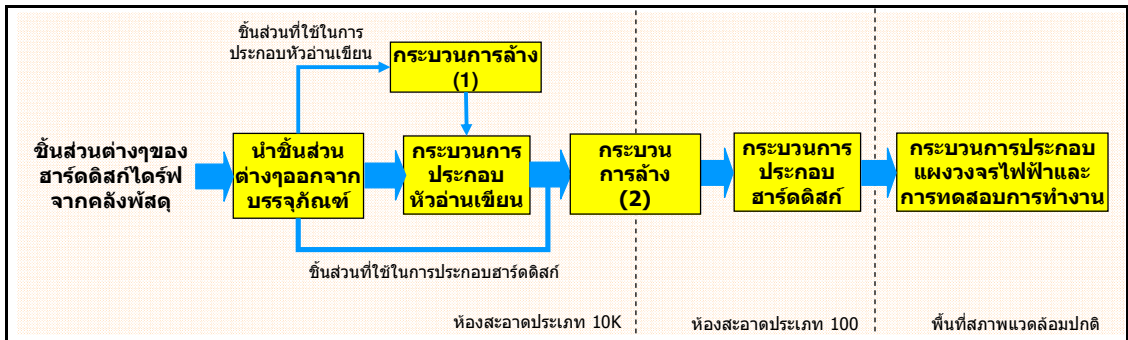 ชิ้นส่วนที่ใช้ในการ
ประกอบหัวอ่านเขียน
กระบวนการล้าง
(1)
ชิ้นส่วนต่างๆของ
ฮาร์ดดิสก์ไดร์ฟ
จากคลังพัสดุ
นำชิ้นส่วน
ต่างๆออกจาก
บรรจุภัณฑ์
กระบวนการ
ประกอบ
หัวอ่านเขียน
กระบวน
การล้าง
(2)
กระบวนการ
ประกอบ
ฮาร์ดดิสก์
กระบวนการประกอบ
แผงวงจรไฟฟ้าและ
การทดสอบการทำงาน
ชิ้นส่วนที่ใช้ในการประกอบฮาร์ดดิสก์
ห้องสะอาดประเภท 10K
ห้องสะอาดประเภท 100
พื้นที่สภาพแวดล้อมปกติ